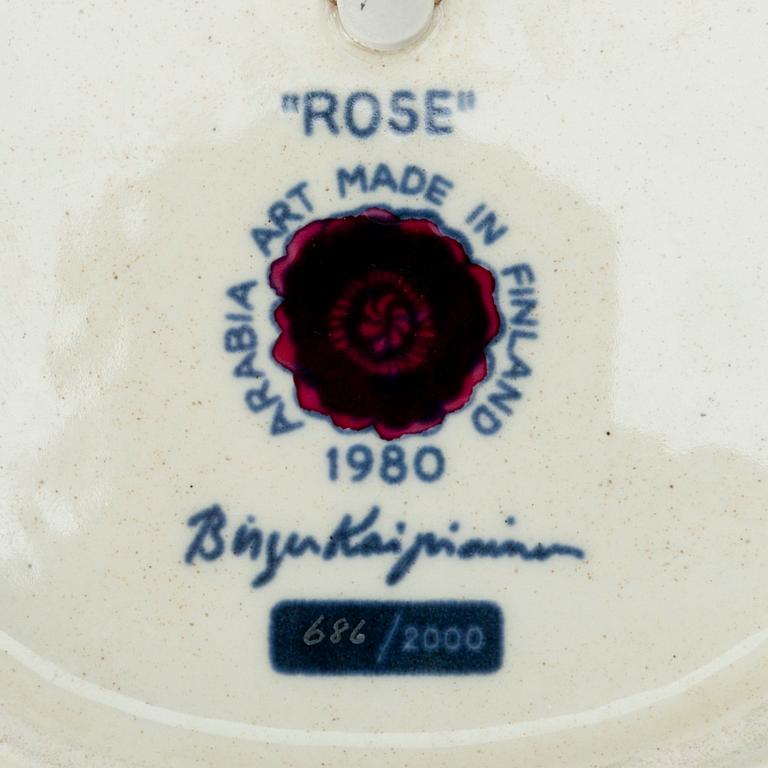 "ROSE"
ARABIA ART MADE IN FINLAND
1980
Birger Kaipiainen
686/2000